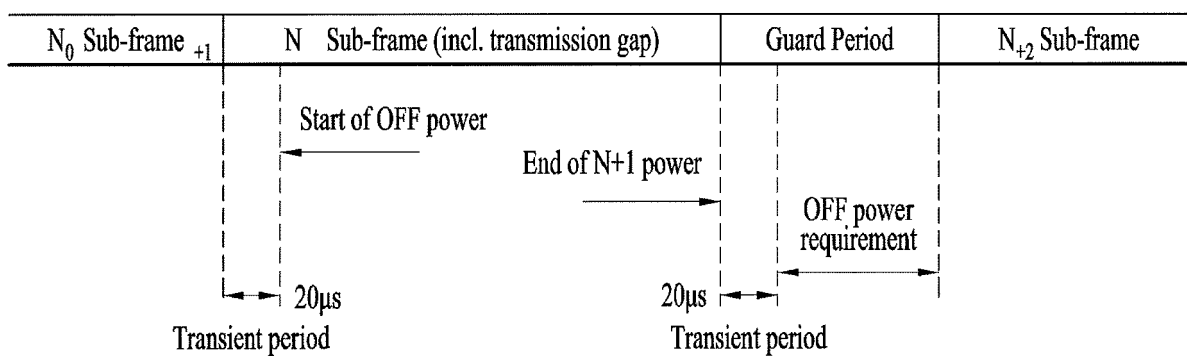 N0 Sub-frame +1 N Sub-frame (incl. transmission gap) Guard Period N+2 Sub-frame
Start of OFF power
End of N+1 power
OFF power
requirement
20μs 20μs
Transient period Transient period